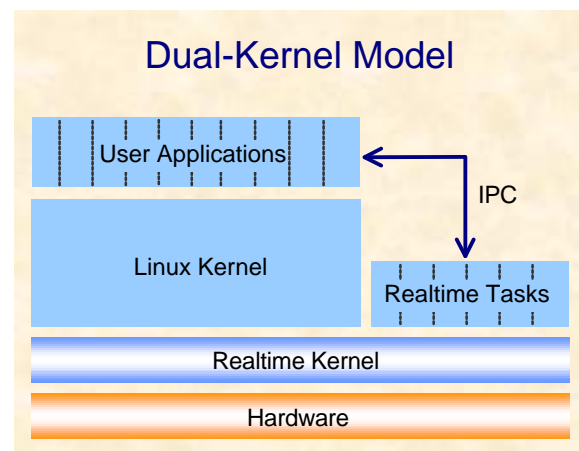 Dual-Kernel Model
User Applications
IPC
Linux Kernel
Realtime Tasks
Realtime Kernel
Hardware